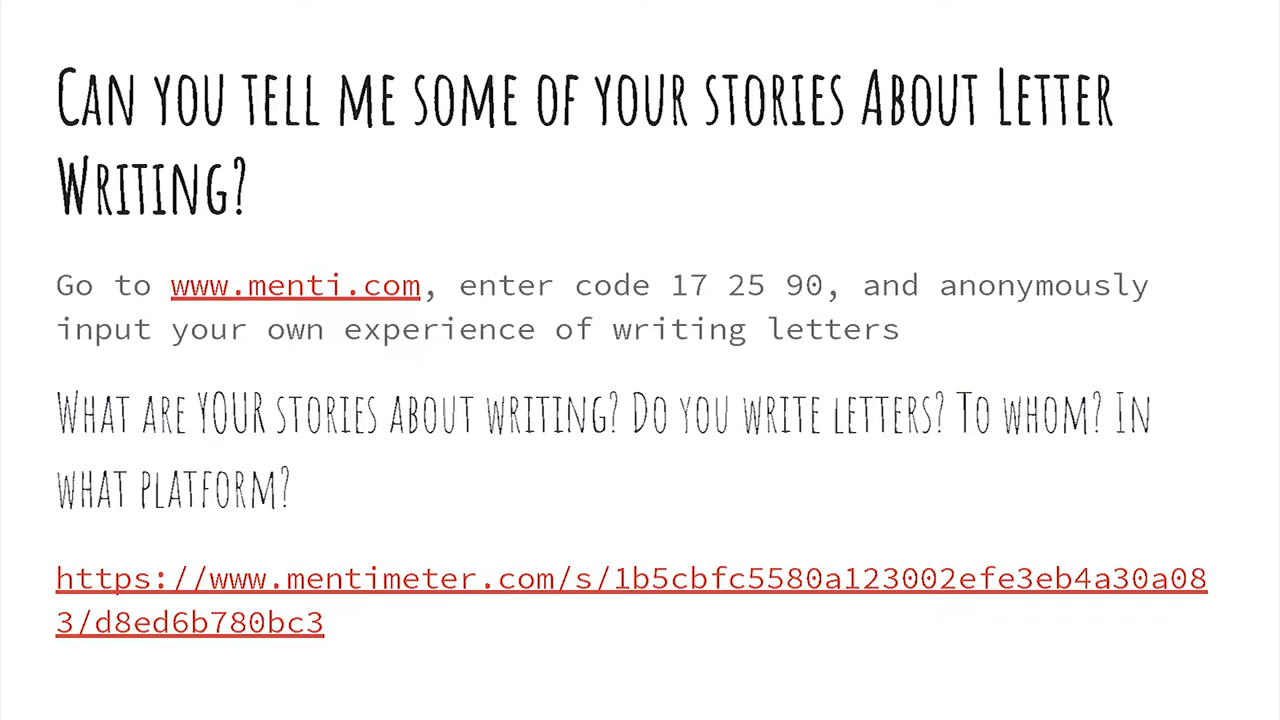 Can you tell me some of your stories About Letter
Writing?
Go to www.menti.com, enter code 17 25 90, and anonymously
input your own experience of writing letters
What are YOUR stories about writing? Do you write letters? To whom? In
what platform?
https://www.mentimeter.com/s/1b5cbfc5580a123002efe3eb4a30a08
3/d8ed6b780bc3